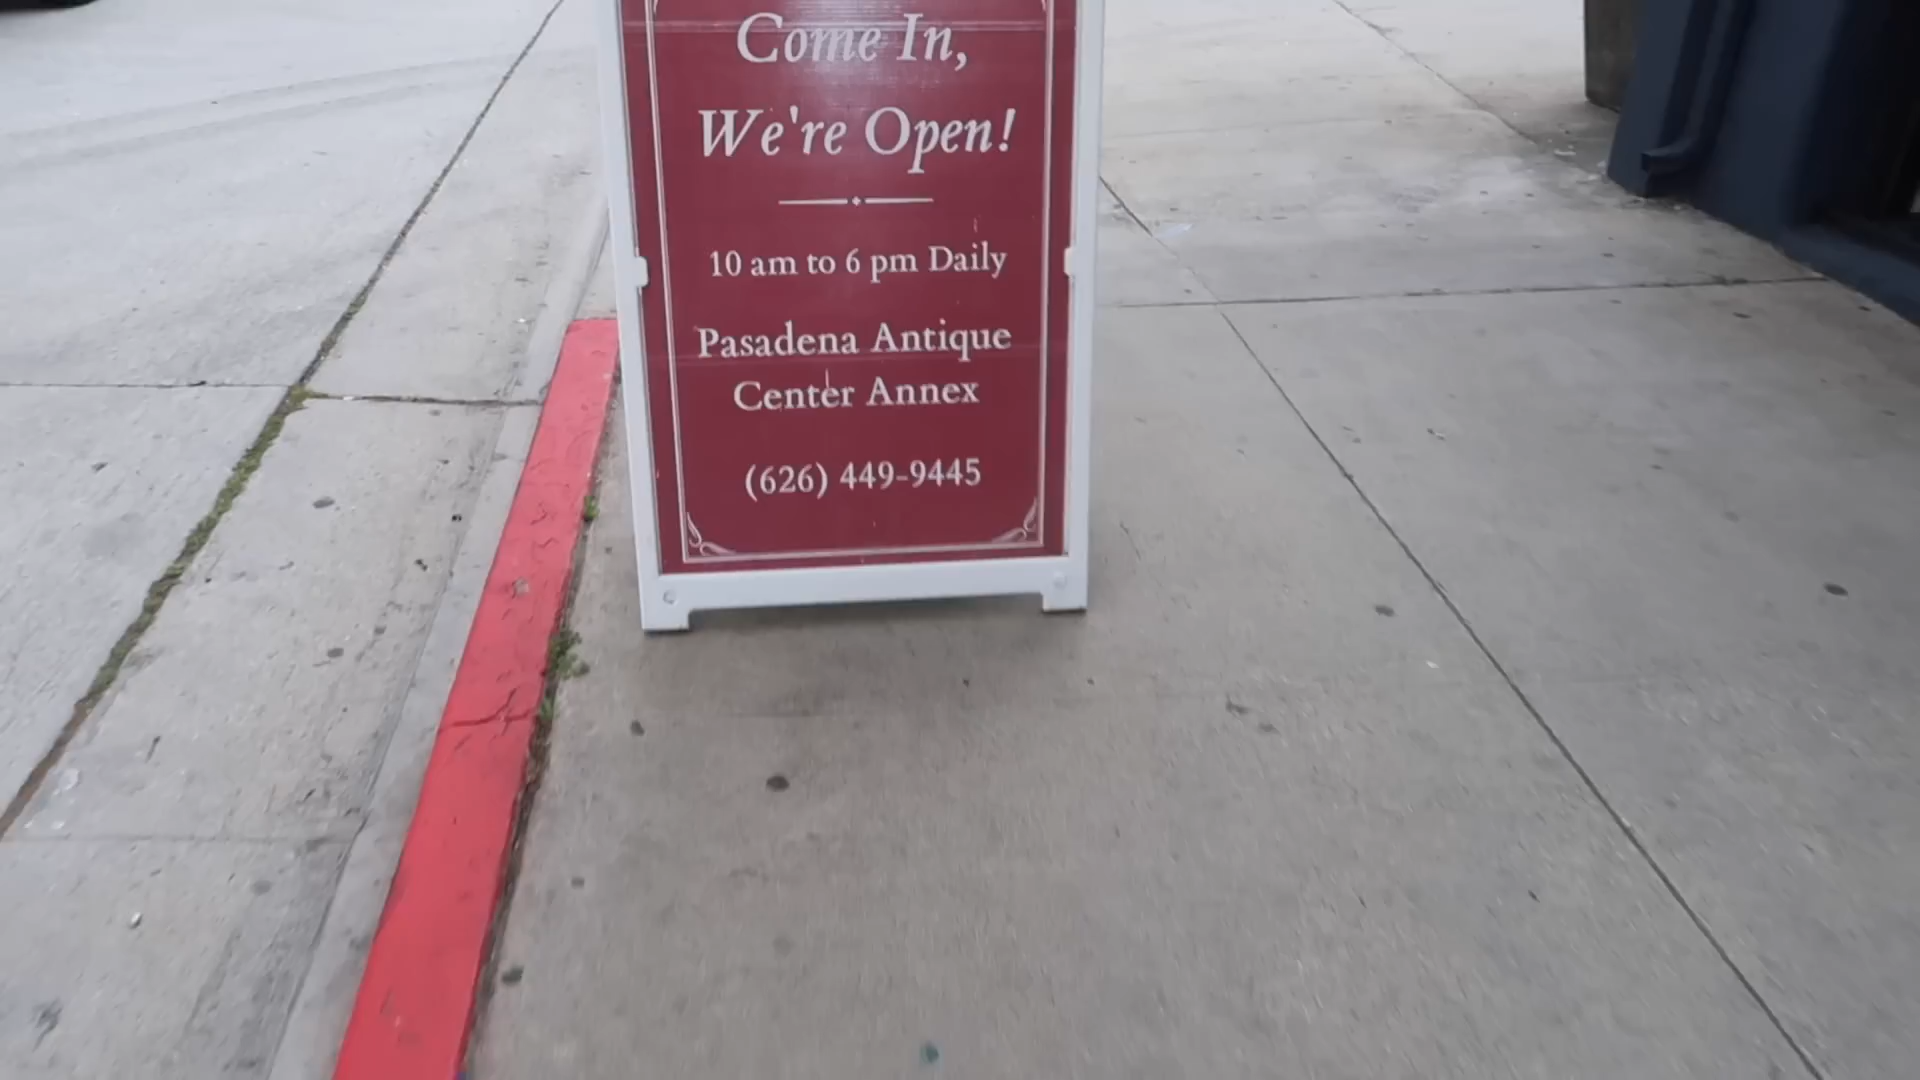 Come In,
We're Open!
10 am to 6 pm Daily
Pasadena Antique
Center Annex
(626) 449-9445